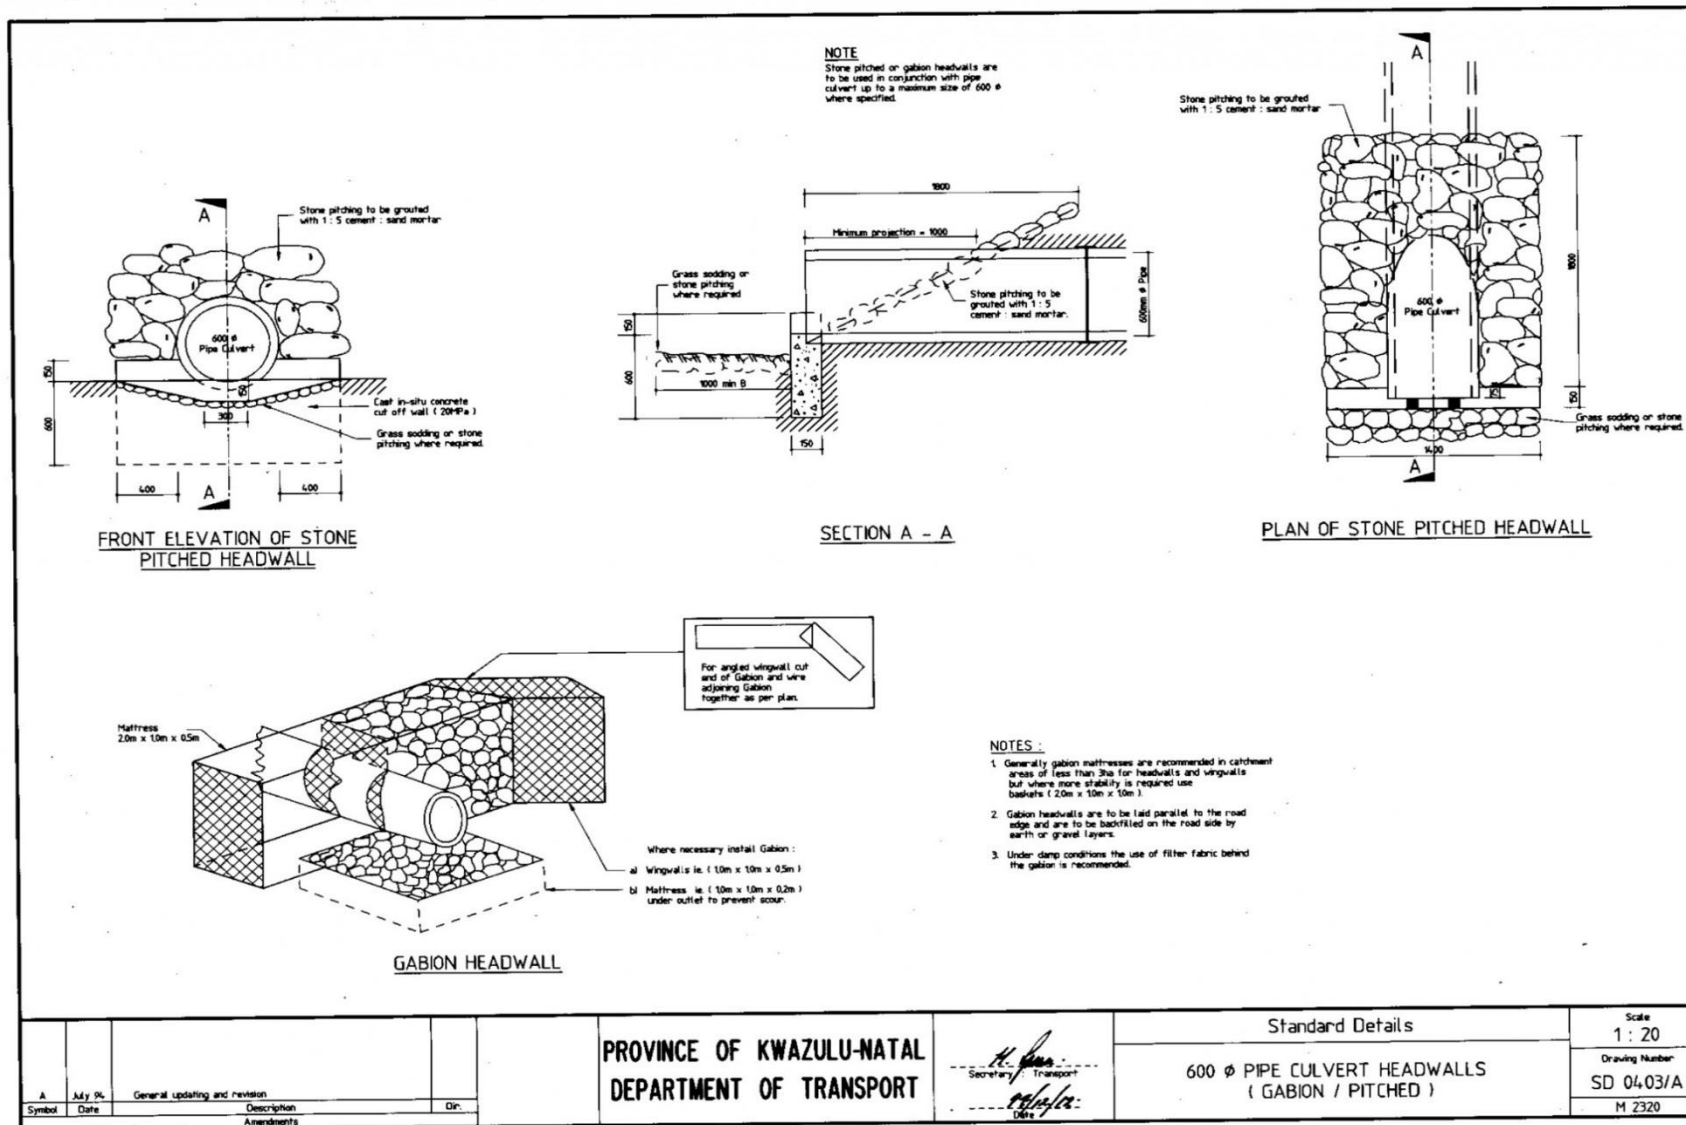 NOTE
Stone pitched or gabion headwalls are
to be used in conjunction with pipe
culvert up to a maximum size of 600 ø
where specified.
A
Stone pitching to be grouted
with 1 : 5 cement : sand mortar
600 ø
Pipe Culvert
150
600
150
300
Cast in-situ concrete
cut off wall ( 20MPa )
Grass sodding or stone
pitching where required.
400
A
400
FRONT ELEVATION OF STONE
PITCHED HEADWALL
1800
Minimum projection = 1000
Grass sodding or
stone pitching
where required
Stone pitching to be
grouted with 1 : 5
cement : sand mortar.
600mm ø Pipe
150
600
1000 min B
150
SECTION A - A
A
Stone pitching to be grouted
with 1 : 5 cement : sand mortar
1800
600 ø
Pipe Culvert
150
150
Grass sodding or stone
pitching where required.
1400
A
PLAN OF STONE PITCHED HEADWALL
For angled wingwall cut
end of Gabion and wire
adjoining Gabion
together as per plan.
Mattress
2.0m x 1.0m x 0.5m
Where necessary install Gabion :
a) Wingwalls ie. ( 1.0m x 1.0m x 0.5m )
b) Mattress ie. ( 1.0m x 1.0m x 0.2m )
under outlet to prevent scour.
GABION HEADWALL
NOTES :
1. Generally gabion mattresses are recommended in catchment
areas of less than 3ha for headwalls and wingwalls
but where more stability is required use
baskets ( 2.0m x 1.0m x 1.0m ).
2. Gabion headwalls are to be laid parallel to the road
edge and are to be backfilled on the road side by
earth or gravel layers.
3. Under damp conditions the use of filter fabric behind
the gabion is recommended.
A July 94 General updating and revision
Symbol Date Description Dir.
Amendments
PROVINCE OF KWAZULU-NATAL
DEPARTMENT OF TRANSPORT
Secretary : Transport
Date
Standard Details
600 ø PIPE CULVERT HEADWALLS
( GABION / PITCHED )
Scale
1 : 20
Drawing Number
SD 0403/A
M 2320